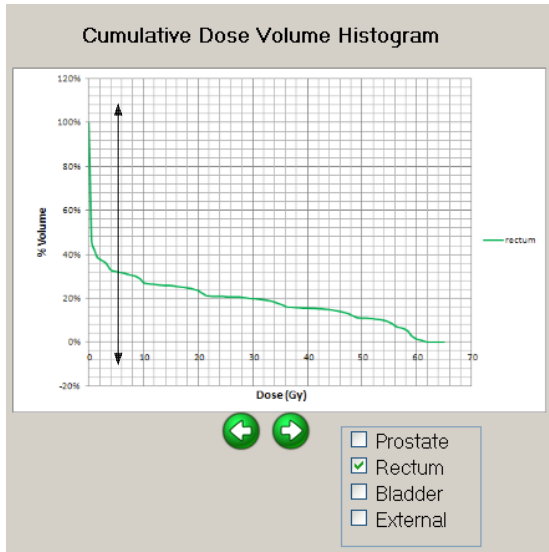 Cumulative Dose Volume Histogram
120%
100%
80%
60%
40%
20%
0%
-20%
% Volume
0 10 20 30 40 50 60 70
Dose (Gy)
rectum
Prostate
Rectum
Bladder
External